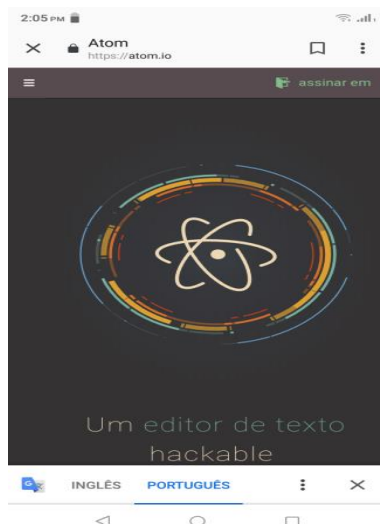 2:05 PM
Atom
https://atom.io
assinar em
Um editor de texto
hackable
INGLÊS PORTUGUÊS